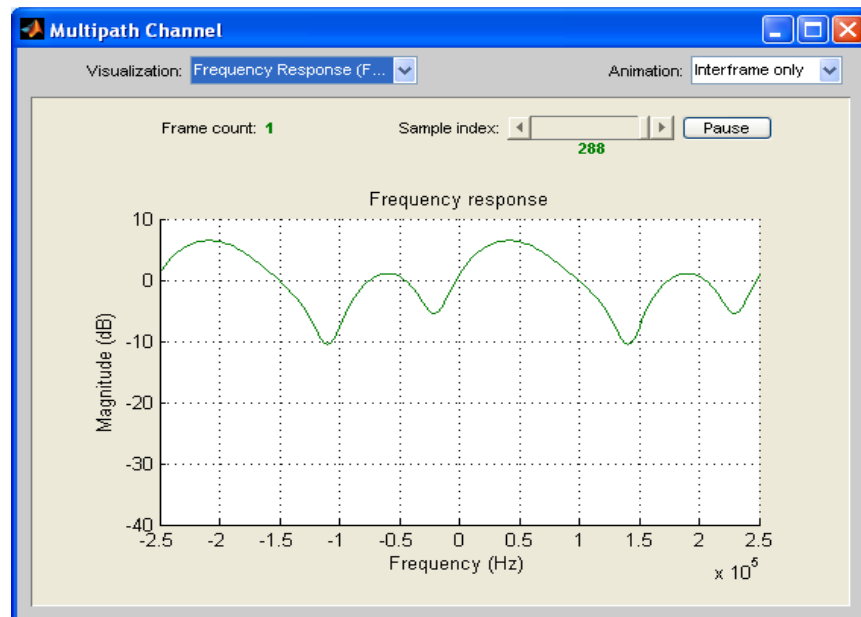 Multipath Channel
Visualization: Frequency Response (F... Animation: Interframe only
Frame count: 1 Sample index: Pause
288
Frequency response
10
0
-10
-20
-30
-40
Magnitude (dB)
-2.5 -2 -1.5 -1 -0.5 0 0.5 1 1.5 2 2.5
Frequency (Hz)
x 10⁵